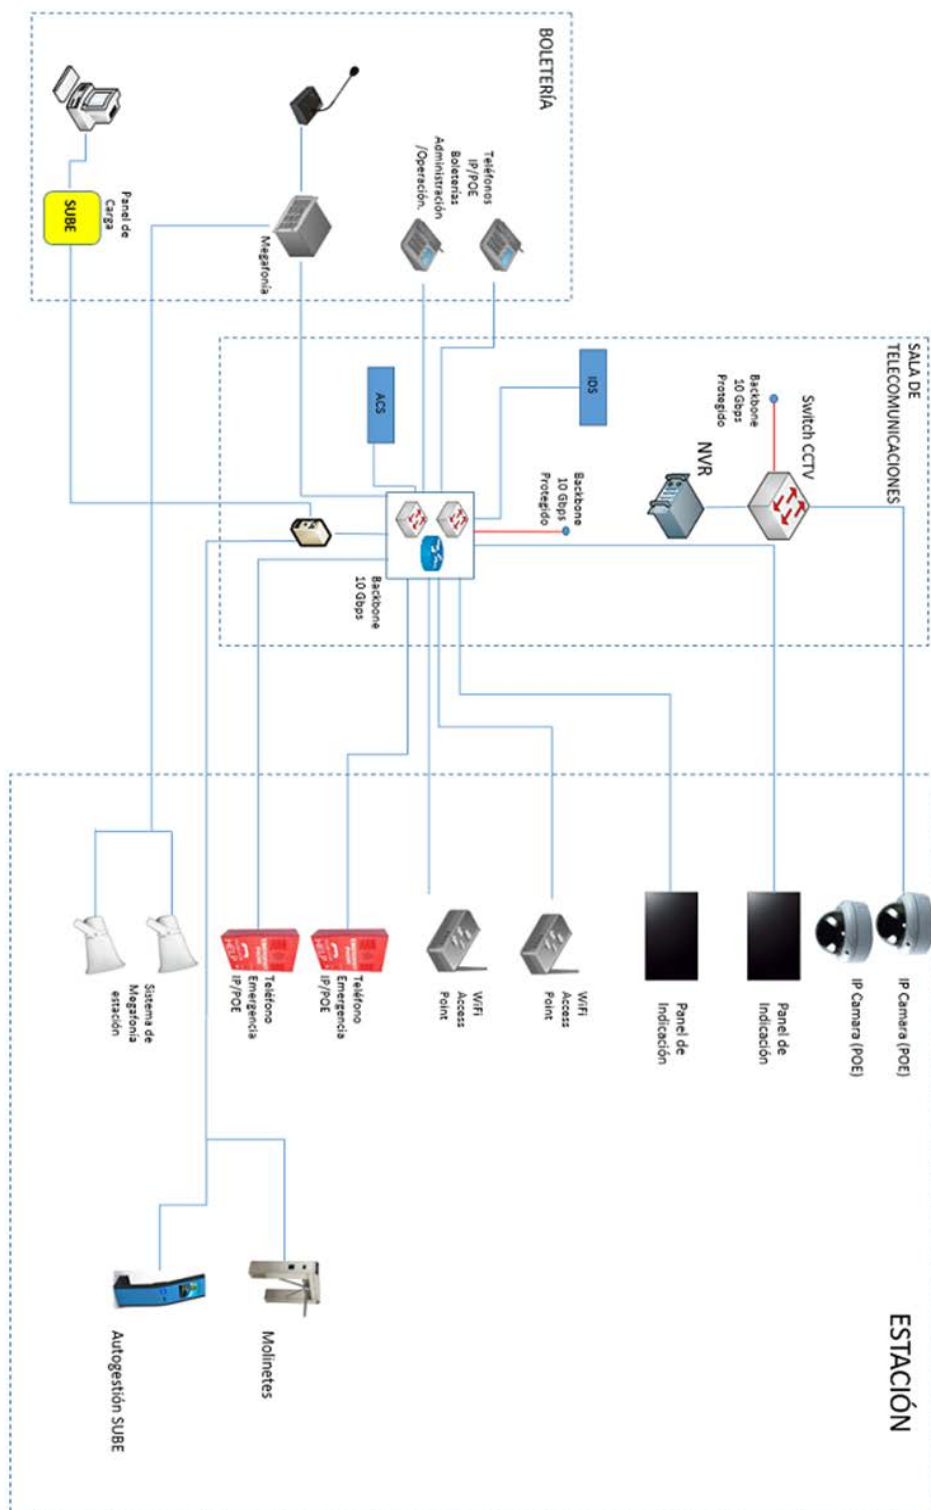 BOLETERÍA
Panel de
Carga
SUBE
Megafonía
Teléfonos
IP/POE
Boleterías
Administración
/Operación.
SALA DE
TELECOMUNICACIONES
IDS
ACS
Switch CCTV
NVR
Backbone
10 Gbps
Protegido
Backbone
10 Gbps
Protegido
Backbone
10 Gbps
ESTACIÓN
IP Camara (POE)
IP Camara (POE)
Panel de
Indicación
Panel de
Indicación
WiFi
Access
Point
WiFi
Access
Point
HELP
Teléfono
Emergencia
IP/POE
HELP
Teléfono
Emergencia
IP/POE
Sistema de
Megafonía
estación
Molinetes
Autogestión SUBE